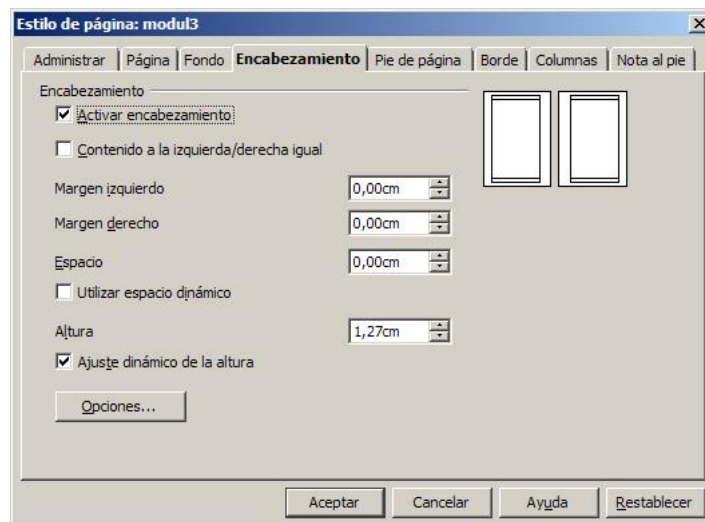 Estilo de página: modul3
Administrar Página Fondo Encabezamiento Pie de página Borde Columnas Nota al pie
Encabezamiento
Activar encabezamiento
Contenido a la izquierda/derecha igual
Margen izquierdo 0,00cm
Margen derecho 0,00cm
Espacio 0,00cm
Utilizar espacio dinámico
Altura 1,27cm
Ajuste dinámico de la altura
Opciones...
Aceptar Cancelar Ayuda Restablecer